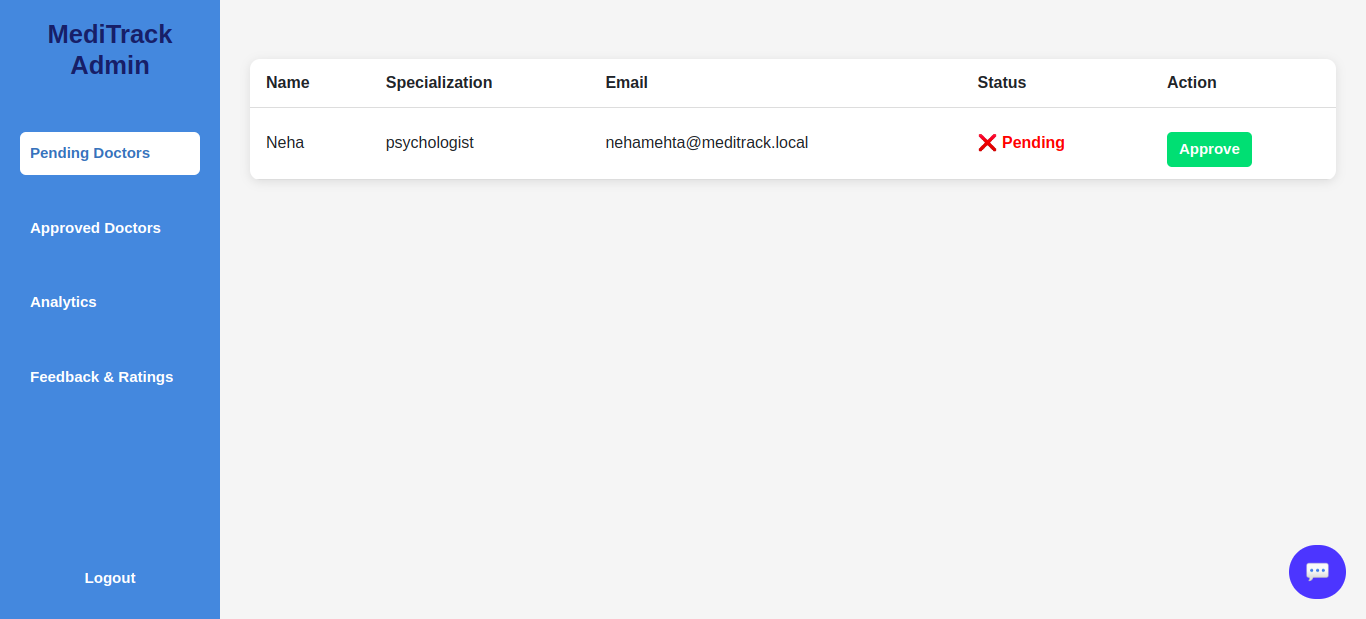 MediTrack
Admin
Pending Doctors
Approved Doctors
Analytics
Feedback & Ratings
Logout
Name Specialization Email Status Action
Neha psychologist nehamehta@meditrack.local ❌ Pending Approve